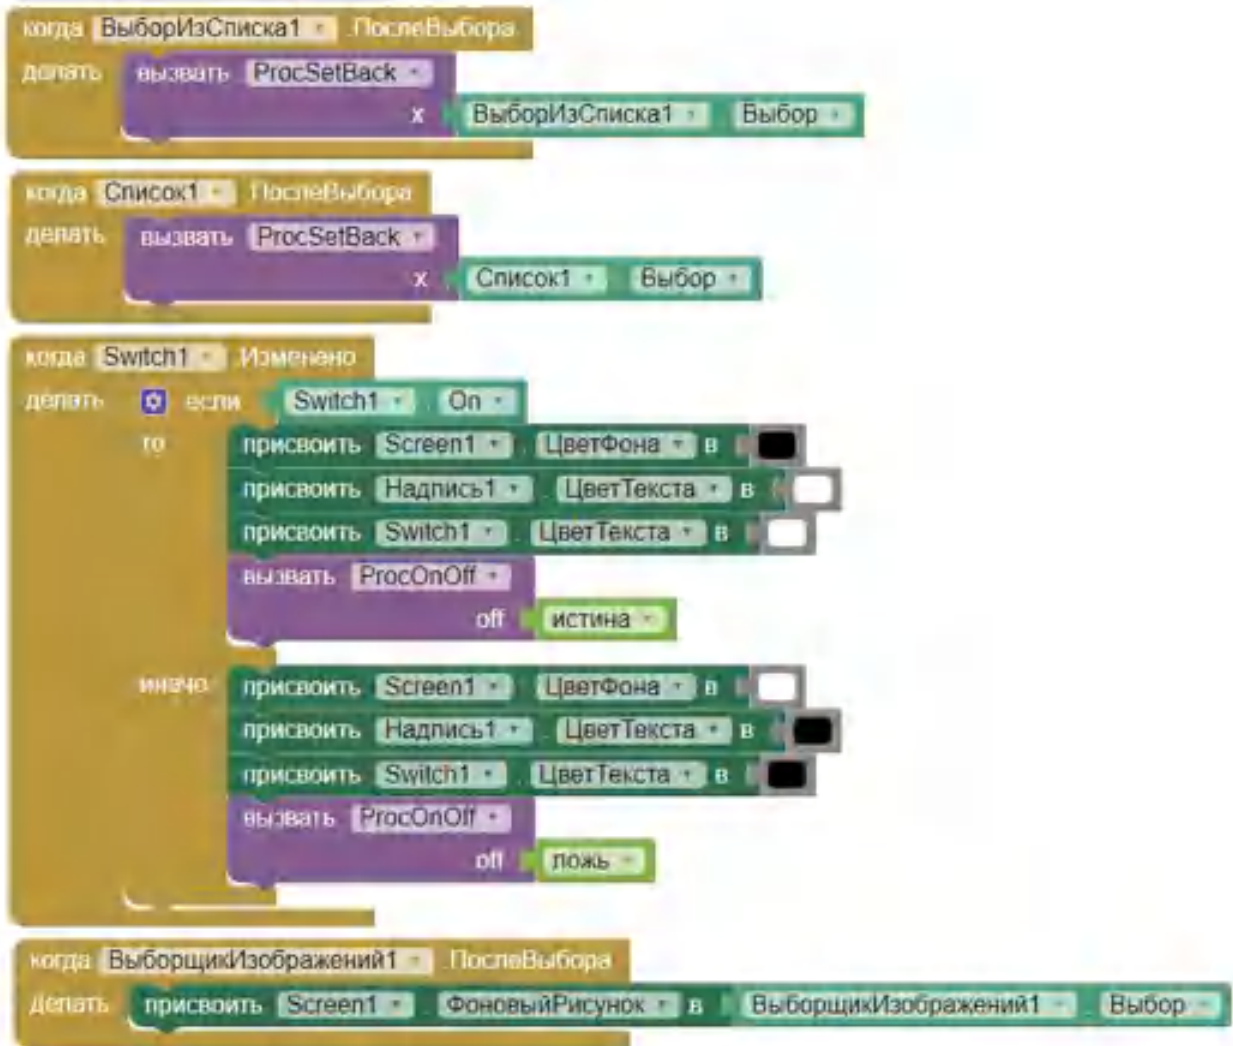 когда ВыборИзСписка1 .ПослеВыбора
делать вызвать ProcSetBack
x ВыборИзСписка1 . Выбор
когда Список1 .ПослеВыбора
делать вызвать ProcSetBack
x Список1 . Выбор
когда Switch1 .Изменено
делать если Switch1 . On
то присвоить Screen1 . ЦветФона в
присвоить Надпись1 . ЦветТекста в
присвоить Switch1 . ЦветТекста в
вызвать ProcOnOff
off истина
иначе присвоить Screen1 . ЦветФона в
присвоить Надпись1 . ЦветТекста в
присвоить Switch1 . ЦветТекста в
вызвать ProcOnOff
off ложь
когда ВыборщикИзображений1 .ПослеВыбора
делать присвоить Screen1 . ФоновыйРисунок в ВыборщикИзображений1 . Выбор